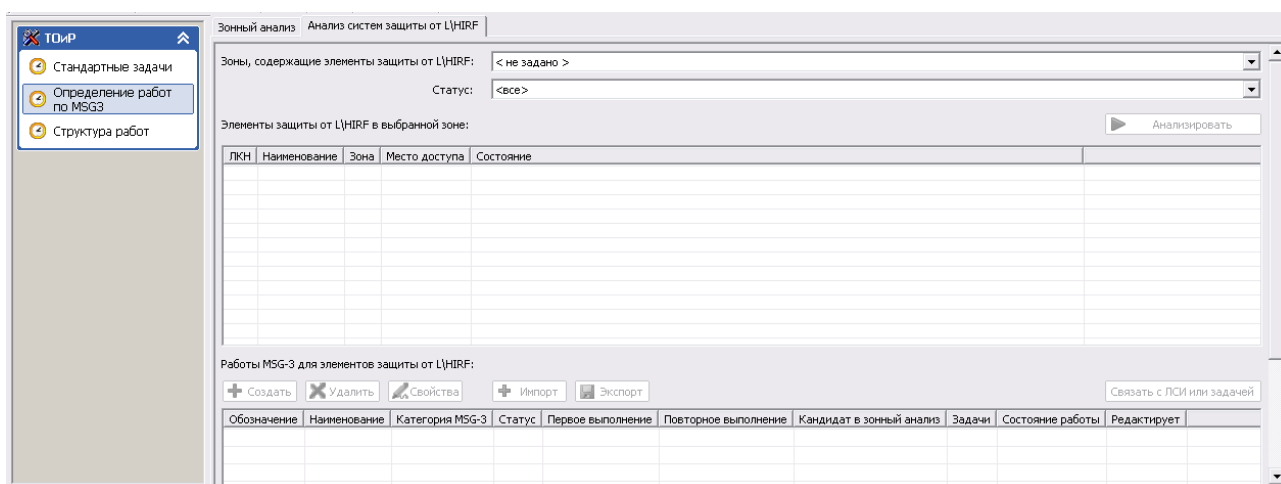 Зонный анализ Анализ систем защиты от L\HIRF
ТОиР
Стандартные задачи
Определение работ
по MSG3
Структура работ
Зоны, содержащие элементы защиты от L\HIRF: < не задано >
Статус: <все>
Элементы защиты от L\HIRF в выбранной зоне: Анализировать
ЛКН Наименование Зона Место доступа Состояние
Работы MSG-3 для элементов защиты от L\HIRF:
Создать Удалить Свойства Импорт Экспорт Связать с ЛСИ или задачей
Обозначение Наименование Категория MSG-3 Статус Первое выполнение Повторное выполнение Кандидат в зонный анализ Задачи Состояние работы Редактирует